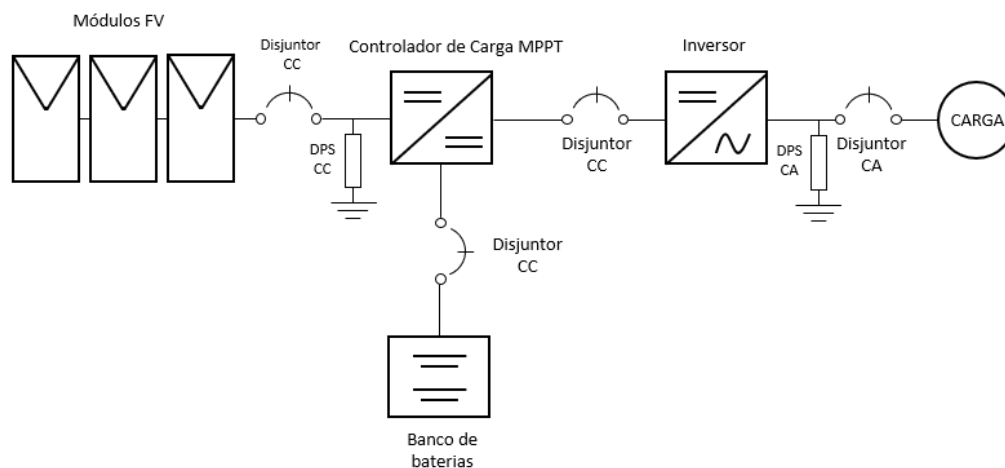 Módulos FV
Disjuntor
CC
Controlador de Carga MPPT
Inversor
DPS
CC
Disjuntor
CC
DPS
CA
Disjuntor
CA
CARGA
Disjuntor
CC
Banco de
baterias